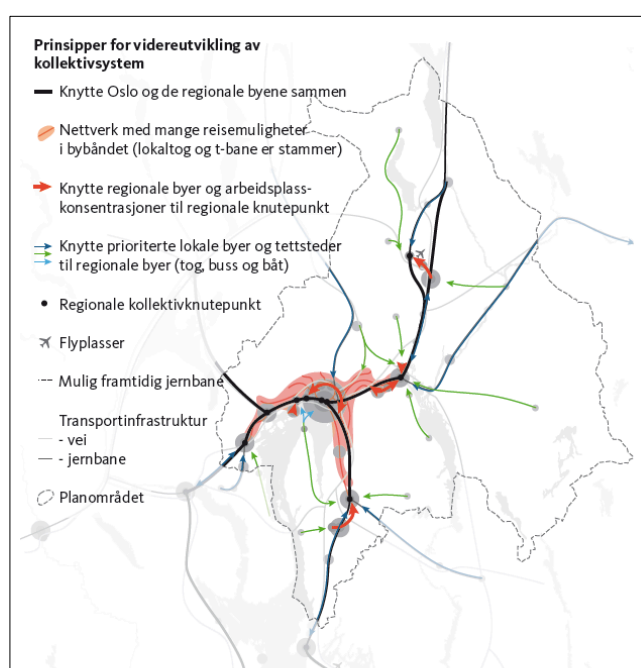 Prinsipper for videreutvikling av
kollektivsystem
Knytte Oslo og de regionale byene sammen
Nettverk med mange reisemuligheter
i bybåndet (lokaltog og t-bane er stammer)
Knytte regionale byer og arbeidsplass-
konsentrasjoner til regionale knutepunkt
Knytte prioriterte lokale byer og tettsteder
til regionale byer (tog, buss og båt)
Regionale kollektivknutepunkt
Flyplasser
Mulig framtidig jernbane
Transportinfrastruktur
- vei
- jernbane
Planområdet